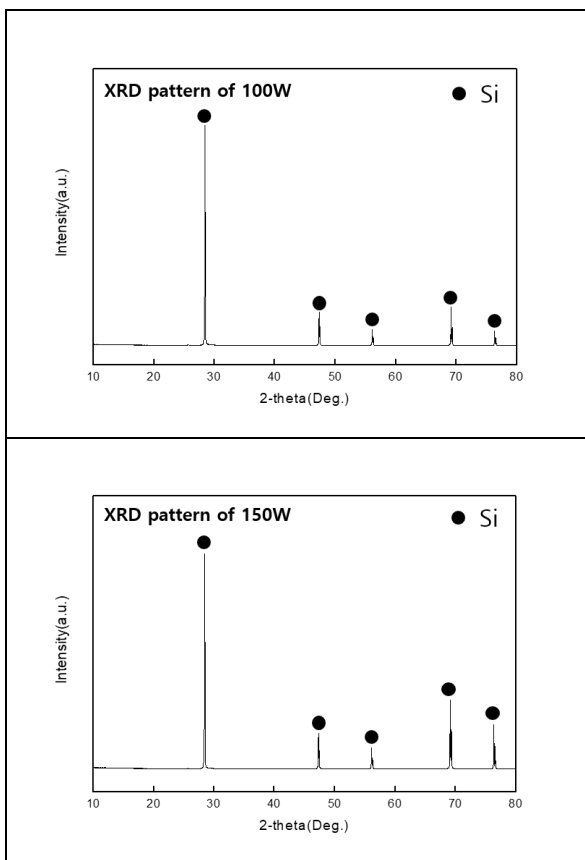 XRD pattern of 100W
Si
Intensity(a.u.)
10 20 30 40 50 60 70 80
2-theta(Deg.)
XRD pattern of 150W
Si
Intensity(a.u.)
10 20 30 40 50 60 70 80
2-theta(Deg.)